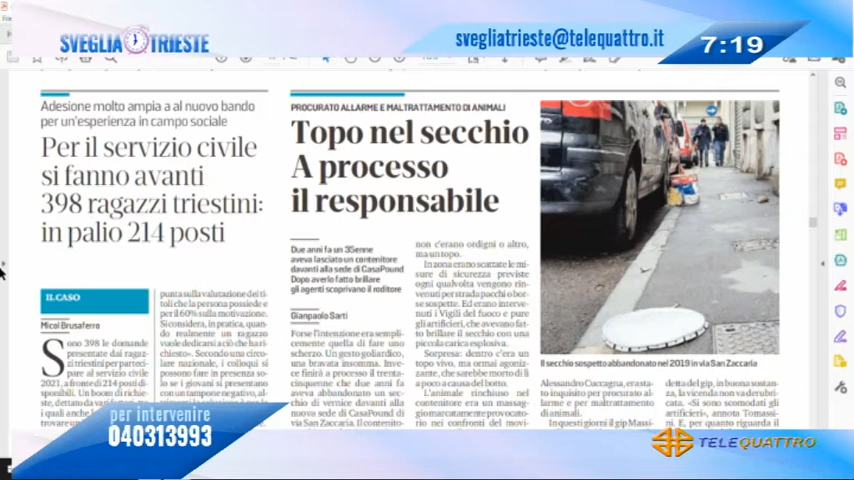 SVEGLIA TRIESTE
svegliatrieste@telequattro.it
7:19
Adesione molto ampia a al nuovo bando
per un'esperienza in campo sociale
Per il servizio civile
si fanno avanti
398 ragazzi triestini:
in palio 214 posti
IL CASO
Micol Brusaferro
Sono 398 le domande
presentate dai ragaz-
zi triestini per parteci-
pare al servizio civile
2021, a fronte di 214 posti di-
sponibili. Un boom di richie-
ste, dettato da vari
i quali anche
trovare un
punta sulla valutazione dei ti-
toli che la persona possiede e
per il 60% sulla motivazione.
Si considera, in pratica, quan-
do realmente un ragazzo
vuole dedicarsi a ciò che ha ri-
chiesto». Secondo una circo-
lare nazionale, i colloqui si
possono fare in presenza so-
lo se i giovani si presentano
con un tampone negativo, al-
PROCURATO ALLARME E MALTRATTAMENTO DI ANIMALI
Topo nel secchio
A processo
il responsabile
Due anni fa un 35enne
aveva lasciato un contenitore
davanti alla sede di CasaPound
Dopo averlo fatto brillare
gli agenti scoprivano il roditore
Gianpaolo Sarti
Forse l'intenzione era sempli-
cemente quella di fare uno
scherzo. Un gesto goliardico,
una bravata insomma. Inve-
ce finirà a processo il trenta-
cinquenne che due anni fa
aveva abbandonato un sec-
chio di vernice davanti alla
nuova sede di CasaPound di
via San Zaccaria. Il contenito-
non c'erano ordigni o altro,
ma un topo.
In zona erano scattate le mi-
sure di sicurezza previste
ogni qualvolta vengono rin-
venuti per strada pacchi o bor-
se sospette. Ed erano interve-
nuti i Vigili del fuoco e pure
gli artificieri, che avevano fat-
to brillare il secchio con una
piccola carica esplosiva.
Sorpresa: dentro c'era un
topo vivo, ma ormai agoniz-
zante, che sarebbe morto di lì
a poco a causa del botto.
L'animale rinchiuso nel
contenitore era un messag-
gio marcatamente provocato-
rio nei confronti del movi-
Il secchio sospetto abbandonato nel 2019 in via San Zaccaria
Alessandro Cuccagna, era sta-
to inquisito per procurato al-
larme e per maltrattamento
di animali.
In questi giorni il gip Massi-
detta del gip, in buona sostan-
za, la vicenda non va derubri-
cata. «Si sono scomodati gli
artificieri», annota Tomassi-
ni. E, per quanto riguarda il
per intervenire
040313993
TELEQUATTRO